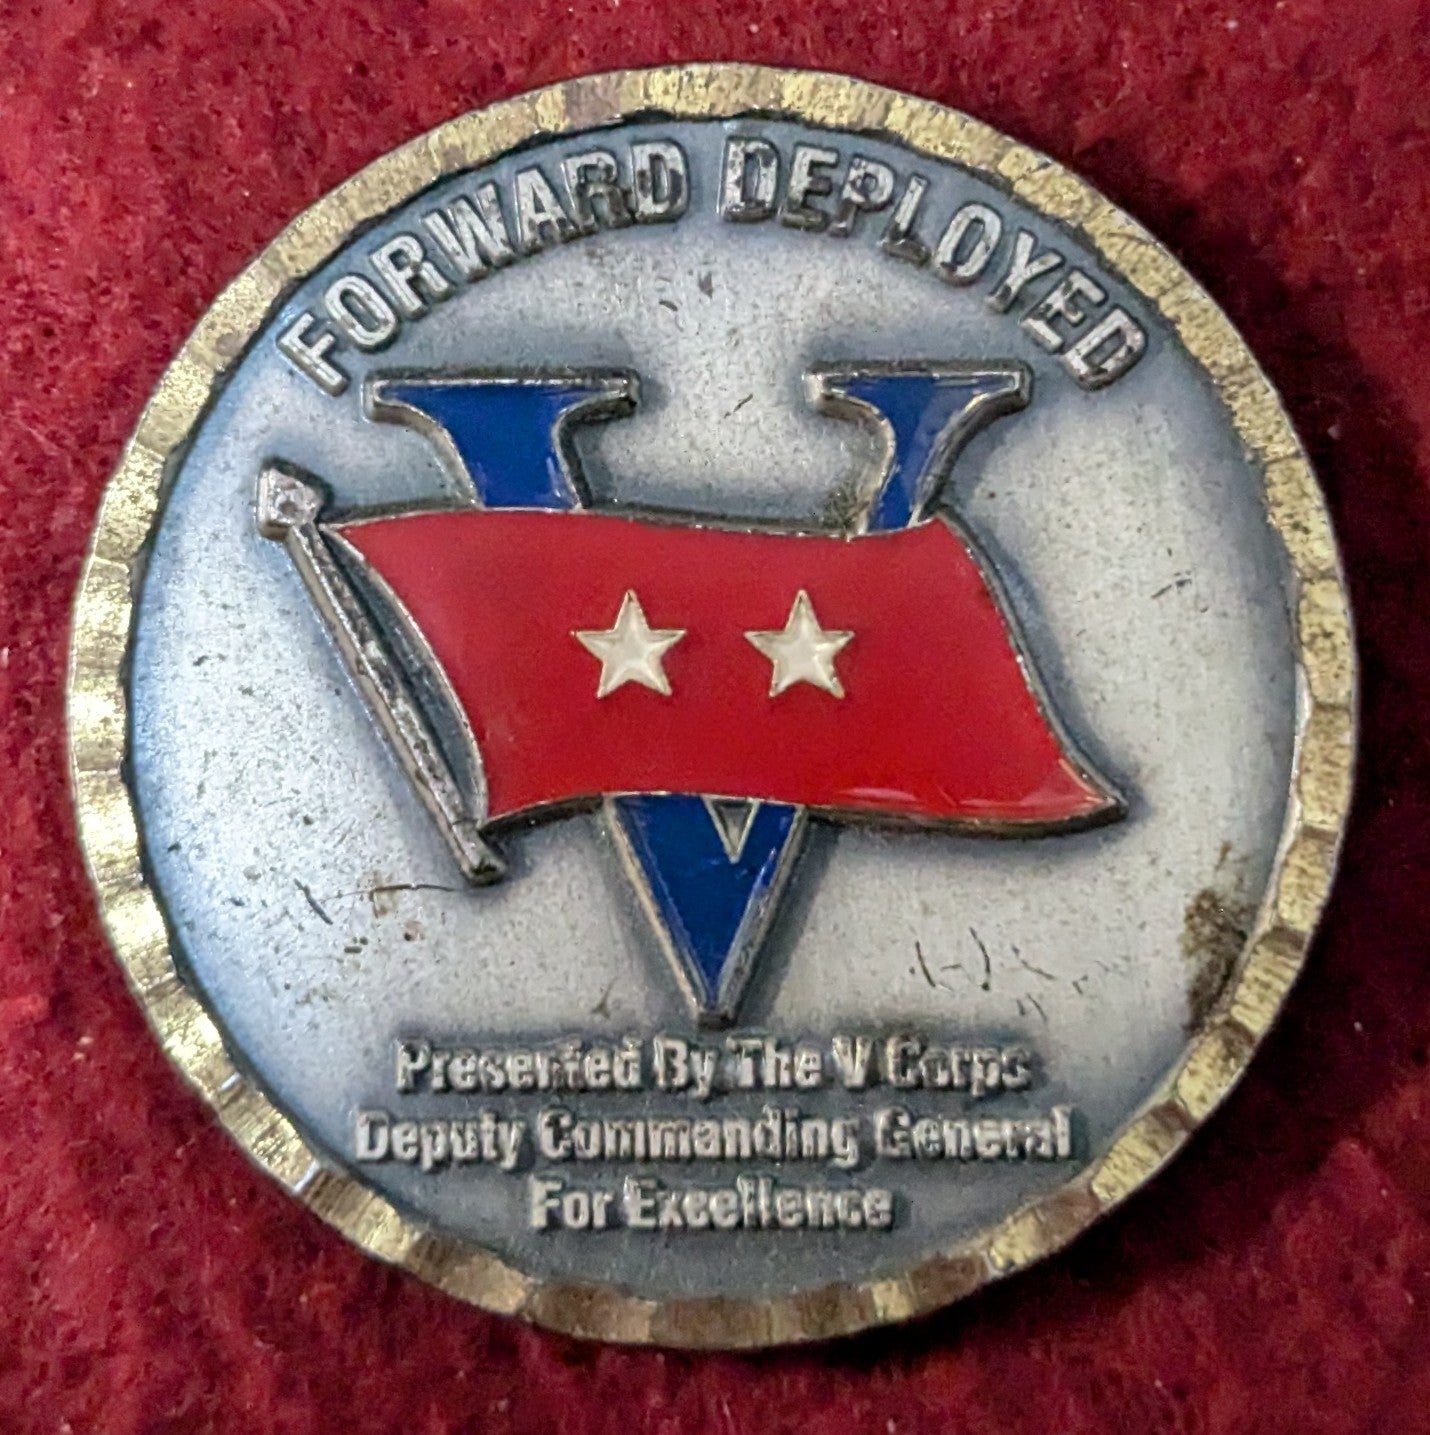 FORWARD DEPLOYED
V
Presented By The V Corps
Deputy Commanding General
For Excellence